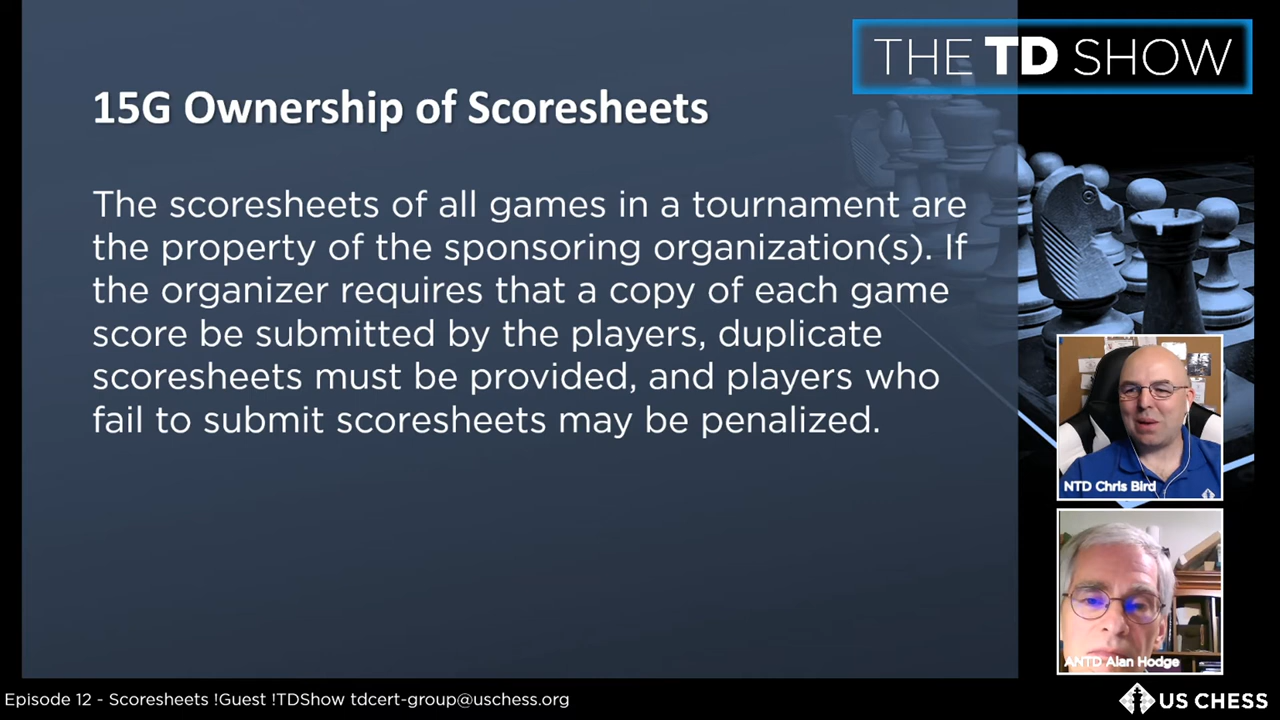 THE TD SHOW
15G Ownership of Scoresheets
The scoresheets of all games in a tournament are
the property of the sponsoring organization(s). If
the organizer requires that a copy of each game
score be submitted by the players, duplicate
scoresheets must be provided, and players who
fail to submit scoresheets may be penalized.
NTD Chris Bird
ANTD Alan Hodge
Episode 12 - Scoresheets !Guest !TDShow tdcert-group@uschess.org
US CHESS